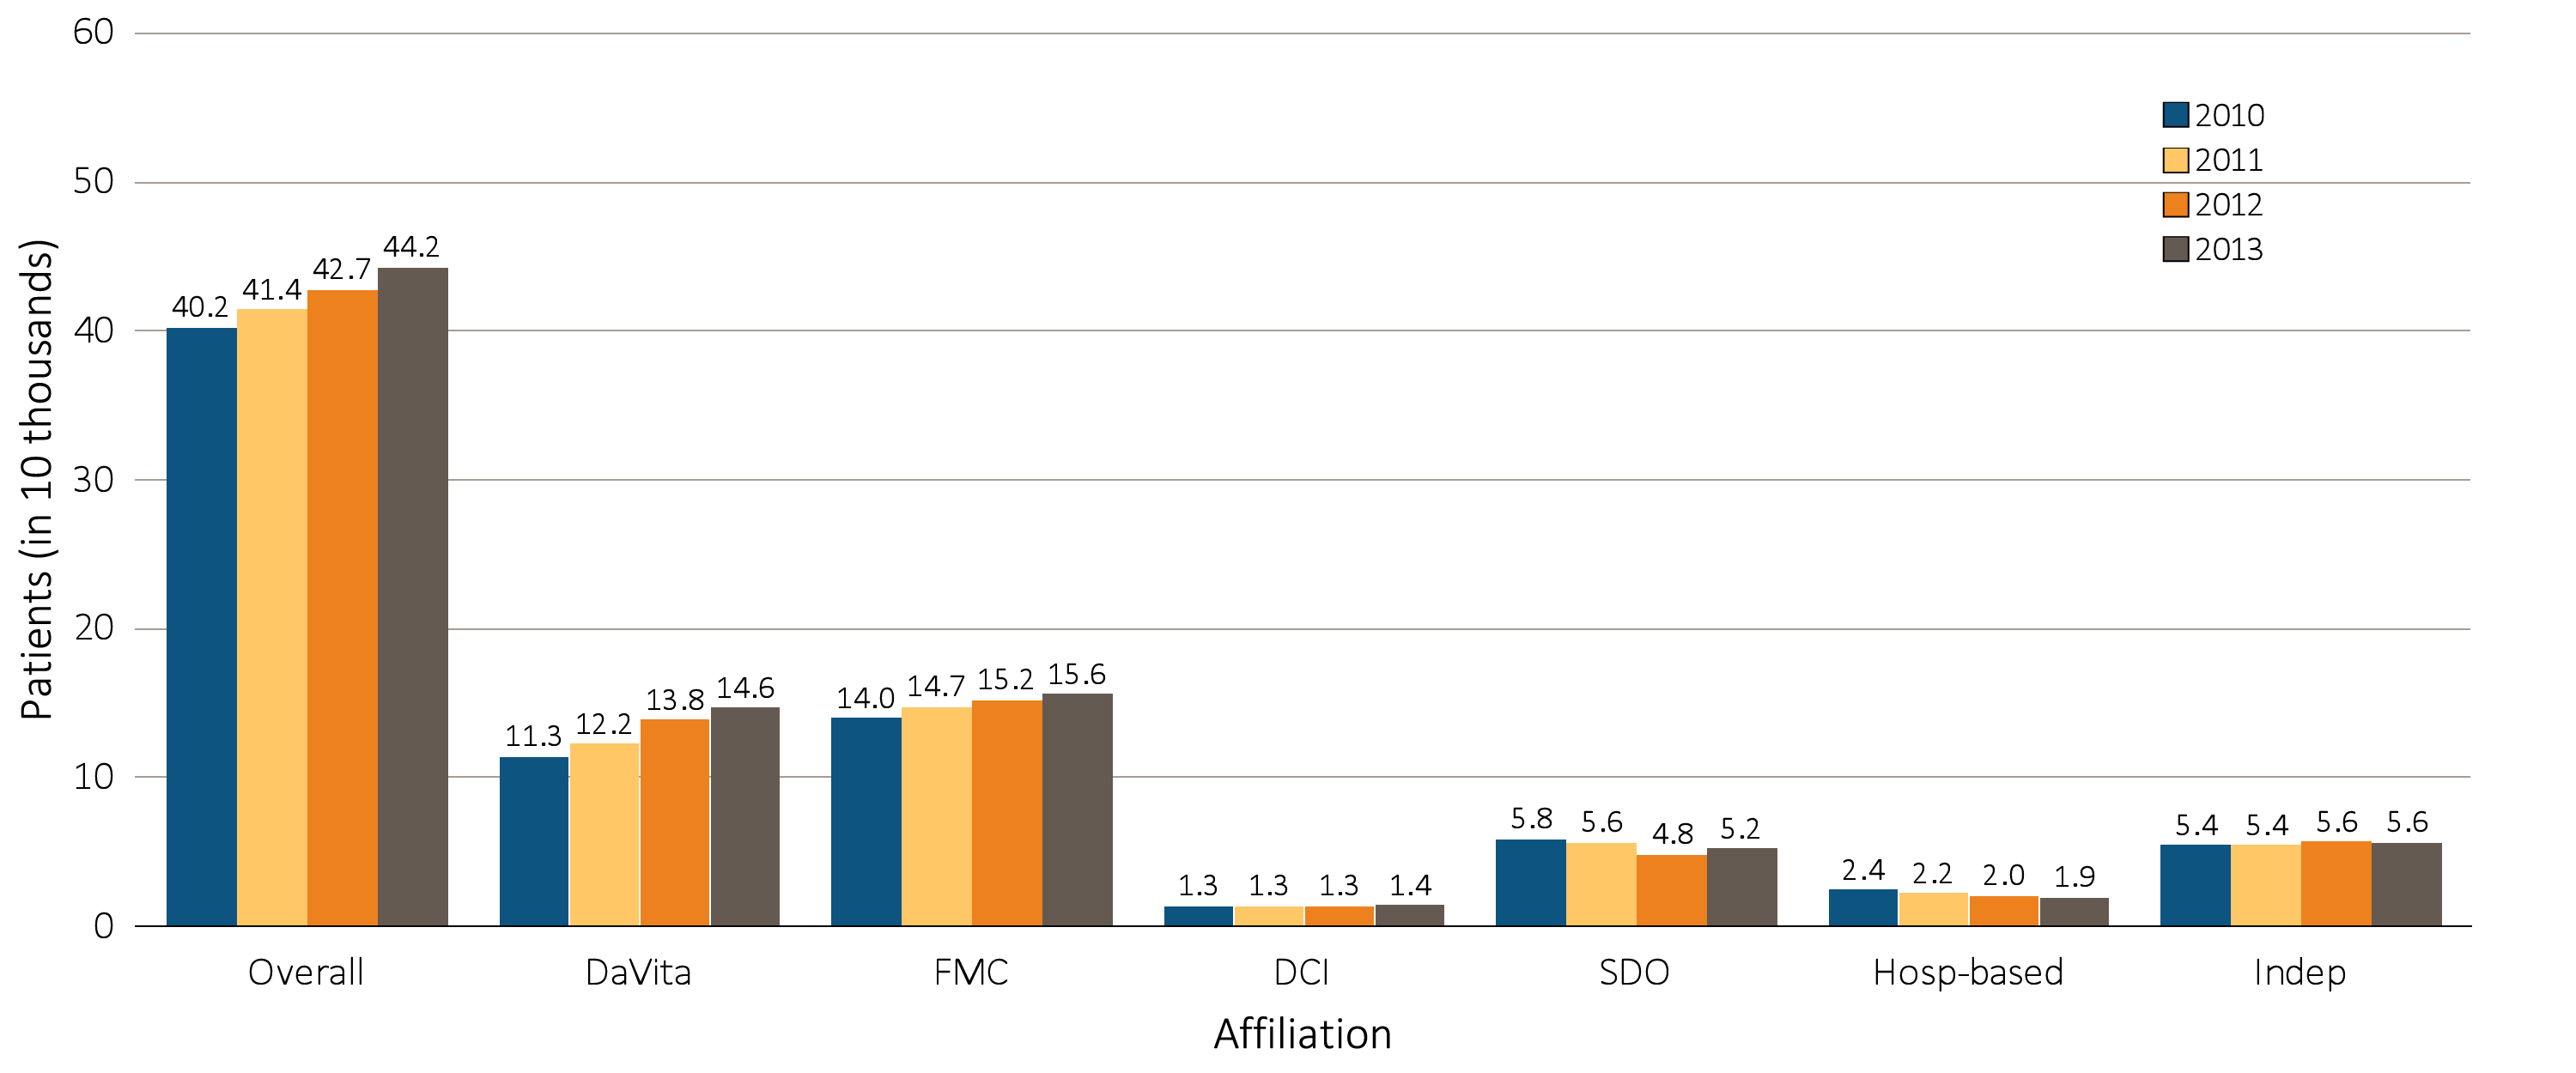 60
50
40
30
20
10
0
Patients (in 10 thousands)
2010
2011
2012
2013
40.2 41.4 42.7 44.2
11.3 12.2 13.8 14.6
14.0 14.7 15.2 15.6
1.3 1.3 1.3 1.4
5.8 5.6 4.8 5.2
2.4 2.2 2.0 1.9
5.4 5.4 5.6 5.6
Overall DaVita FMC DCI SDO Hosp-based Indep
Affiliation